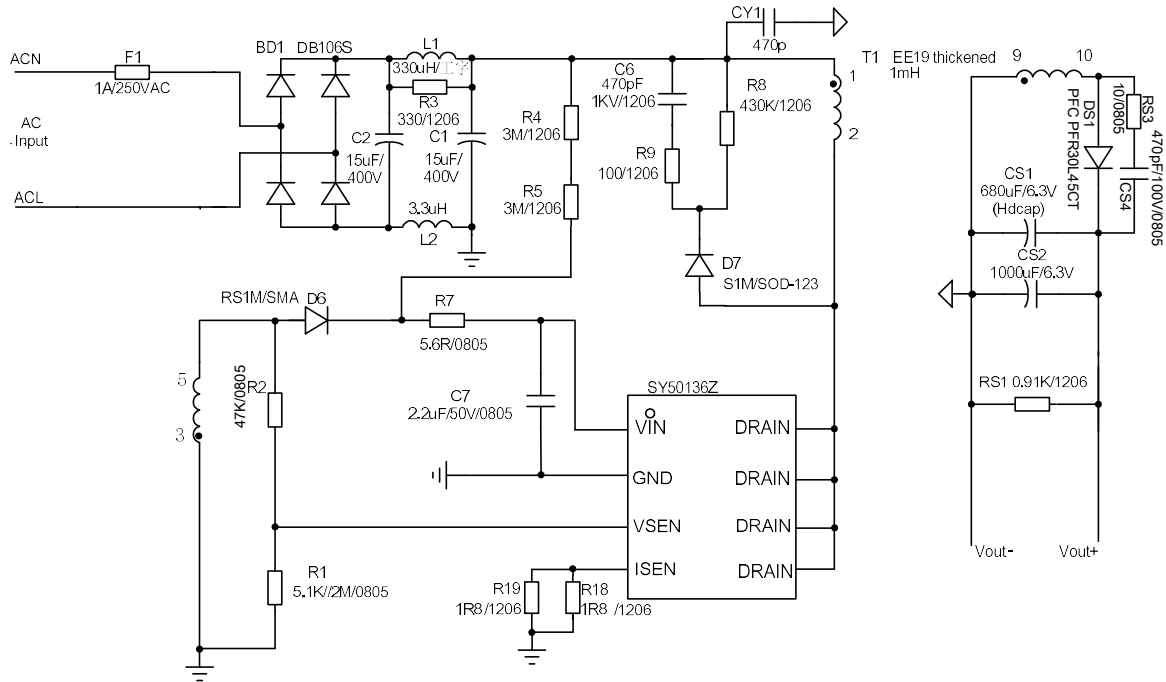 CY1
470p
BD1
DB106S
L1
330uH/工字
ACN
F1
1A/250VAC
R3
330/1206
C2
15uF/
400V
C1
15uF/
400V
AC
Input
ACL
3.3uH
L2
R4
3M/1206
R5
3M/1206
C6
470pF
1KV/1206
R9
100/1206
R8
430K/1206
D7
S1M/SOD-123
T1
EE19 thickened
1mH
1
2
9
10
RS3
10/0805
DS1
PFC PFR30L45CT
470pF/100V/0805
CS4
CS1
680uF/6.3V
(Hdcap)
CS2
1000uF/6.3V
RS1 0.91K/1206
Vout-
Vout+
RS1M/SMA
D6
R7
5.6R/0805
5
3
R2
47K/0805
C7
2.2uF/50V/0805
SY50136Z
VIN
DRAIN
GND
DRAIN
VSEN
DRAIN
ISEN
DRAIN
R1
5.1K//2M/0805
R19
1R8/1206
R18
1R8/1206